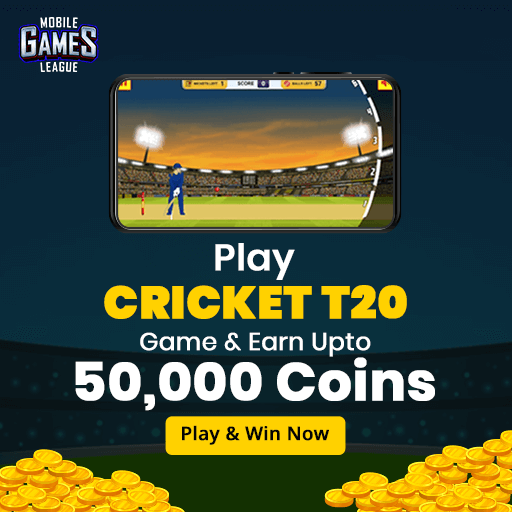 MOBILE
GAMES
LEAGUE
SCORE
Play
CRICKET T20
Game & Earn Upto
50,000 Coins
Play & Win Now